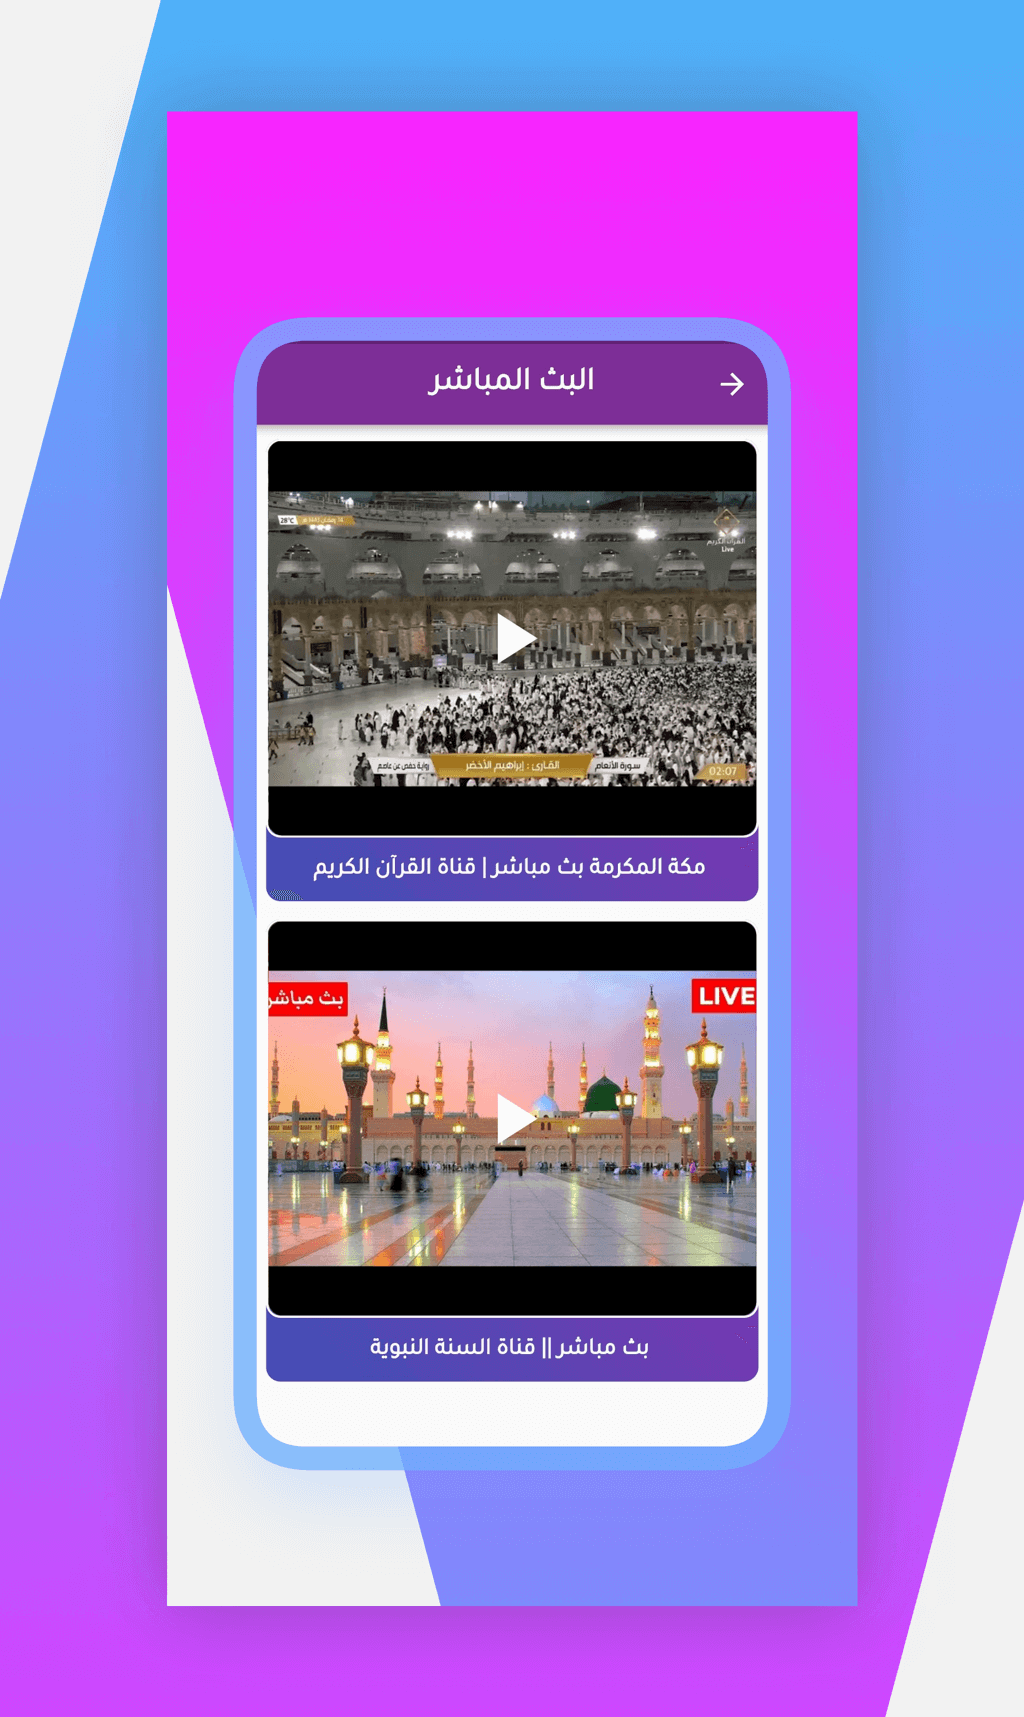 البث المباشر
28°C
القرآن الكريم
Live
سورة الأنعام
القارئ : إبراهيم الأخضر
رواية حفص عن عاصم
02:07
مكة المكرمة بث مباشر | قناة القرآن الكريم
بث مباشر
LIVE
بث مباشر || قناة السنة النبوية